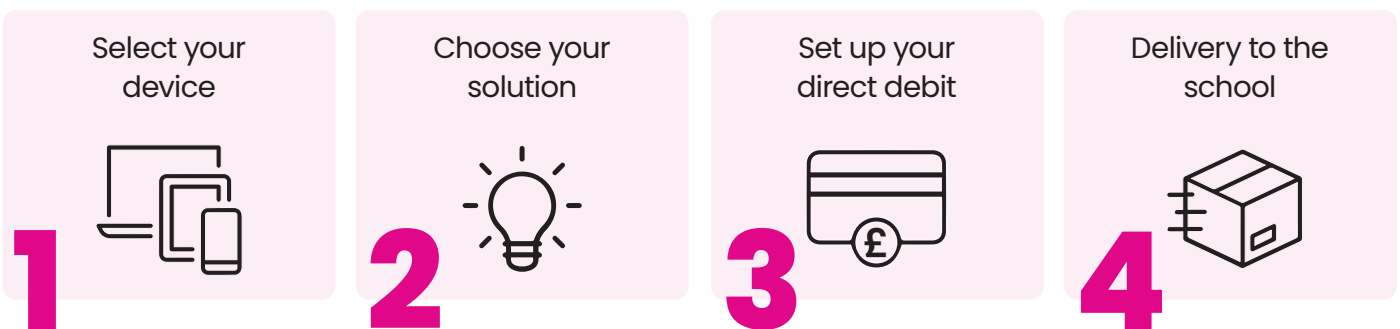 Select your
device
1
Choose your
solution
2
Set up your
direct debit
£
3
Delivery to the
school
4